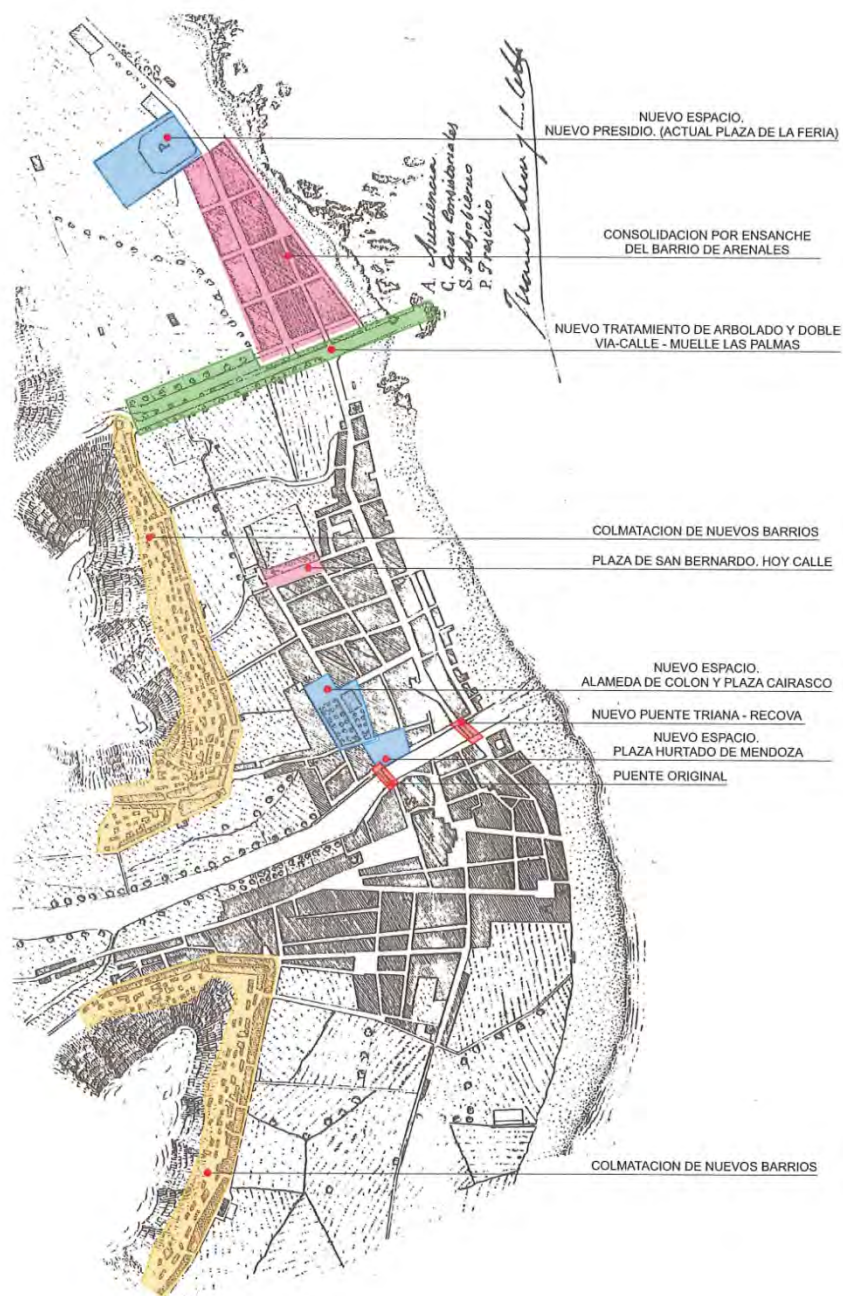 NUEVO ESPACIO.
NUEVO PRESIDIO. (ACTUAL PLAZA DE LA FERIA)
A. Audiencia
C. Casas Consistoriales
S. Subgobierno
P. Presidio
CONSOLIDACION POR ENSANCHE
DEL BARRIO DE ARENALES
NUEVO TRATAMIENTO DE ARBOLADO Y DOBLE
VIA-CALLE - MUELLE LAS PALMAS
COLMATACION DE NUEVOS BARRIOS
PLAZA DE SAN BERNARDO. HOY CALLE
NUEVO ESPACIO.
ALAMEDA DE COLON Y PLAZA CAIRASCO
NUEVO PUENTE TRIANA - RECOVA
NUEVO ESPACIO.
PLAZA HURTADO DE MENDOZA
PUENTE ORIGINAL
COLMATACION DE NUEVOS BARRIOS